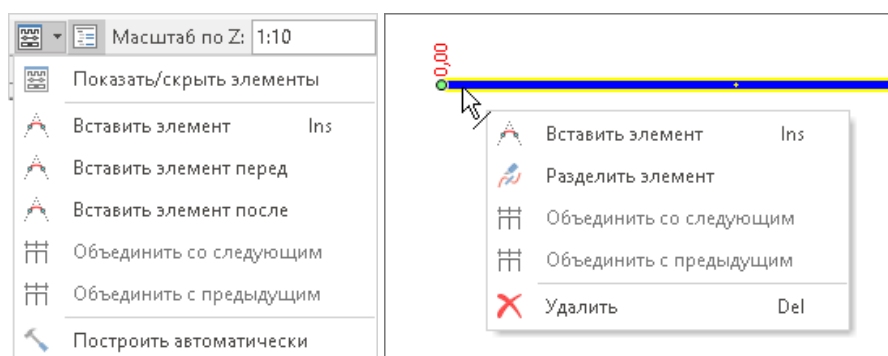 Масштаб по Z: 1:10
Показать/скрыть элементы
Вставить элемент Ins
Вставить элемент перед
Вставить элемент после
Объединить со следующим
Объединить с предыдущим
Построить автоматически
0,00
Вставить элемент Ins
Разделить элемент
Объединить со следующим
Объединить с предыдущим
Удалить Del